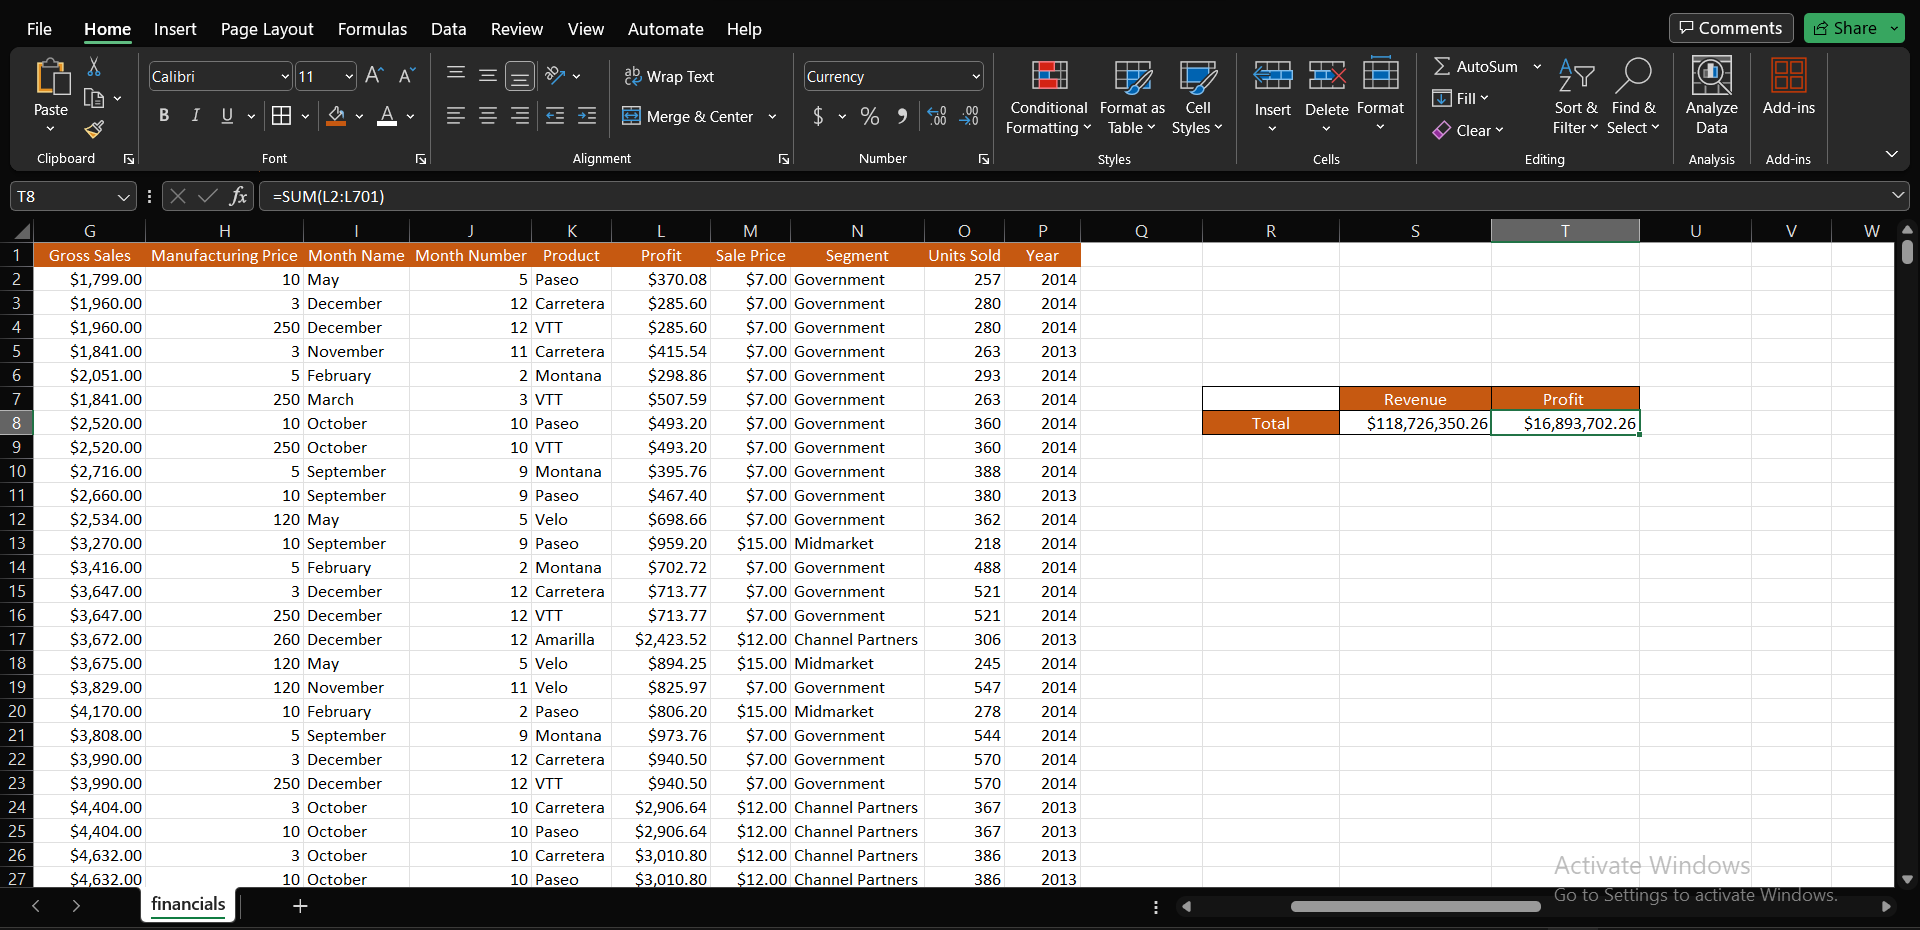 File Home Insert Page Layout Formulas Data Review View Automate Help Comments Share
Calibri 11 Wrap Text Currency AutoSum
Paste B I U Merge & Center $ % Conditional Formatting Format as Table Cell Styles Insert Delete Format Fill Clear Sort & Filter Find & Select Analyze Data Add-ins
Clipboard Font Alignment Number Styles Cells Editing Analysis Add-ins
T8 fx =SUM(L2:L701)
G H I J K L M N O P Q R S T U V W
1 Gross Sales Manufacturing Price Month Name Month Number Product Profit Sale Price Segment Units Sold Year
2 $1,799.00 10 May 5 Paseo $370.08 $7.00 Government 257 2014
3 $1,960.00 3 December 12 Carretera $285.60 $7.00 Government 280 2014
4 $1,960.00 250 December 12 VTT $285.60 $7.00 Government 280 2014
5 $1,841.00 3 November 11 Carretera $415.54 $7.00 Government 263 2013
6 $2,051.00 5 February 2 Montana $298.86 $7.00 Government 293 2014
7 $1,841.00 250 March 3 VTT $507.59 $7.00 Government 263 2014 Revenue Profit
8 $2,520.00 10 October 10 Paseo $493.20 $7.00 Government 360 2014 Total $118,726,350.26 $16,893,702.26
9 $2,520.00 250 October 10 VTT $493.20 $7.00 Government 360 2014
10 $2,716.00 5 September 9 Montana $395.76 $7.00 Government 388 2014
11 $2,660.00 10 September 9 Paseo $467.40 $7.00 Government 380 2013
12 $2,534.00 120 May 5 Velo $698.66 $7.00 Government 362 2014
13 $3,270.00 10 September 9 Paseo $959.20 $15.00 Midmarket 218 2014
14 $3,416.00 5 February 2 Montana $702.72 $7.00 Government 488 2014
15 $3,647.00 3 December 12 Carretera $713.77 $7.00 Government 521 2014
16 $3,647.00 250 December 12 VTT $713.77 $7.00 Government 521 2014
17 $3,672.00 260 December 12 Amarilla $2,423.52 $12.00 Channel Partners 306 2013
18 $3,675.00 120 May 5 Velo $894.25 $15.00 Midmarket 245 2014
19 $3,829.00 120 November 11 Velo $825.97 $7.00 Government 547 2014
20 $4,170.00 10 February 2 Paseo $806.20 $15.00 Midmarket 278 2014
21 $3,808.00 5 September 9 Montana $973.76 $7.00 Government 544 2014
22 $3,990.00 3 December 12 Carretera $940.50 $7.00 Government 570 2014
23 $3,990.00 250 December 12 VTT $940.50 $7.00 Government 570 2014
24 $4,404.00 3 October 10 Carretera $2,906.64 $12.00 Channel Partners 367 2013
25 $4,404.00 10 October 10 Paseo $2,906.64 $12.00 Channel Partners 367 2013
26 $4,632.00 3 October 10 Carretera $3,010.80 $12.00 Channel Partners 386 2013
27 $4,632.00 10 October 10 Paseo $3,010.80 $12.00 Channel Partners 386 2013
Activate Windows
Go to Settings to activate Windows.
financials